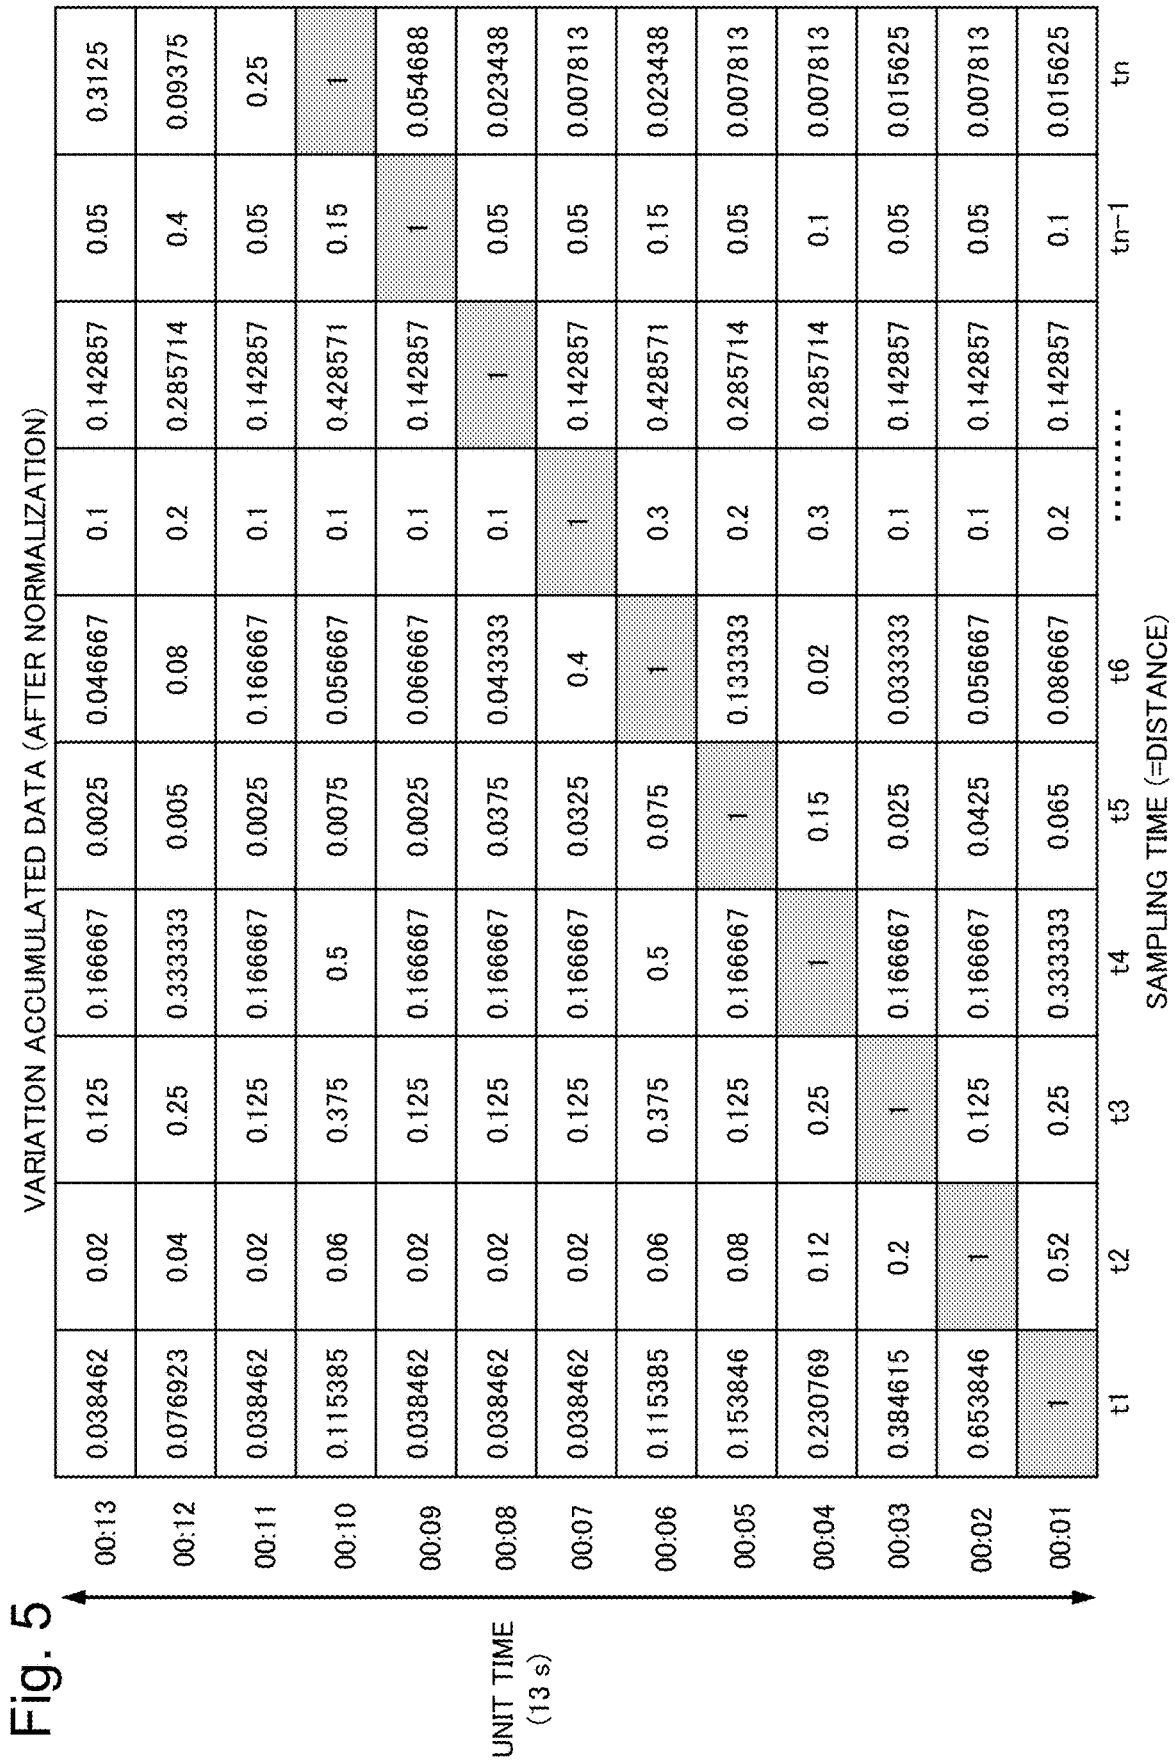 Fig. 5
VARIATION ACCUMULATED DATA (AFTER NORMALIZATION)
UNIT TIME
(13 s)
00:13 0.038462 0.02 0.125 0.166667 0.0025 0.046667 0.1 0.142857 0.05 0.3125
00:12 0.076923 0.04 0.25 0.333333 0.005 0.08 0.2 0.285714 0.4 0.09375
00:11 0.038462 0.02 0.125 0.166667 0.0025 0.166667 0.1 0.142857 0.05 0.25
00:10 0.115385 0.06 0.375 0.5 0.0075 0.056667 0.1 0.428571 0.15 1
00:09 0.038462 0.02 0.125 0.166667 0.0025 0.066667 0.1 0.142857 1 0.054688
00:08 0.038462 0.02 0.125 0.166667 0.0375 0.043333 0.1 1 0.05 0.023438
00:07 0.038462 0.02 0.125 0.166667 0.0325 0.4 1 0.142857 0.05 0.007813
00:06 0.115385 0.06 0.375 0.5 0.075 1 0.3 0.428571 0.15 0.023438
00:05 0.153846 0.08 0.125 0.166667 1 0.133333 0.2 0.285714 0.05 0.007813
00:04 0.230769 0.12 0.25 1 0.15 0.02 0.3 0.285714 0.1 0.007813
00:03 0.384615 0.2 1 0.166667 0.025 0.033333 0.1 0.142857 0.05 0.015625
00:02 0.653846 1 0.125 0.166667 0.0425 0.056667 0.1 0.142857 0.05 0.007813
00:01 1 0.52 0.25 0.333333 0.065 0.086667 0.2 0.142857 0.1 0.015625
t1 t2 t3 t4 t5 t6 ········ tn-1 tn
SAMPLING TIME (=DISTANCE)